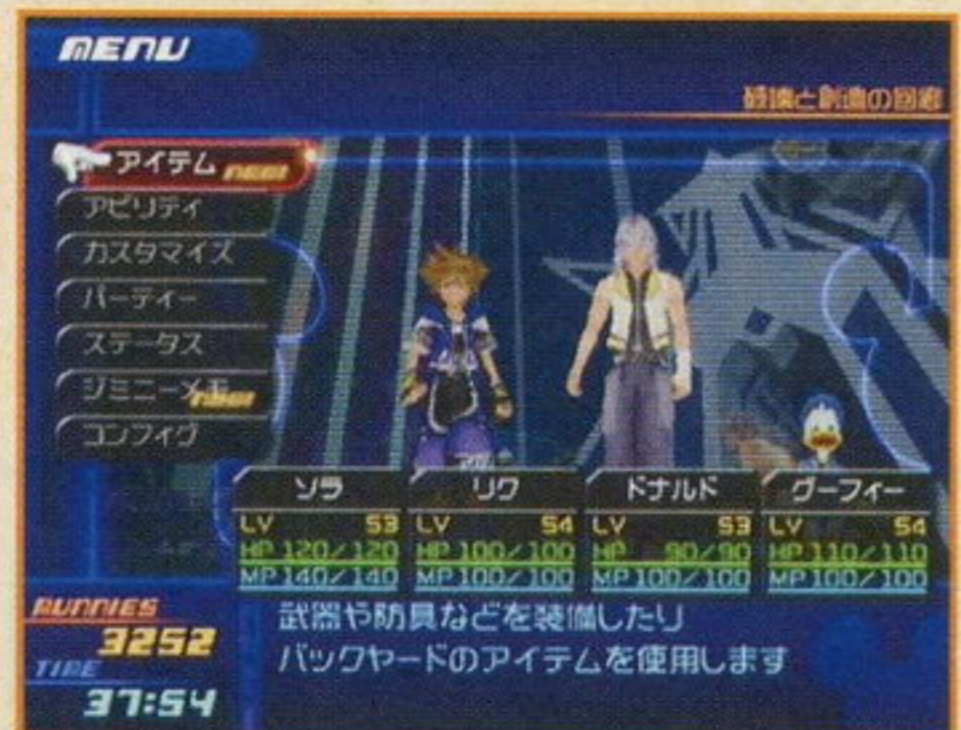 MENU
破壊と創造の回廊
アイテム NEW!
アビリティ
カスタマイズ
パーティー
ステータス
ジミニーメモ NEW!
コンフィグ
ソラ リク ドナルド グーフィー
LV 53 LV 54 LV 53 LV 54
HP 120/120 HP 100/100 HP 90/90 HP 110/110
MP 140/140 MP 100/100 MP 100/100 MP 100/100
MUNNIES
3252
TIME
37:54
武器や防具などを装備したり
バックヤードのアイテムを使用します